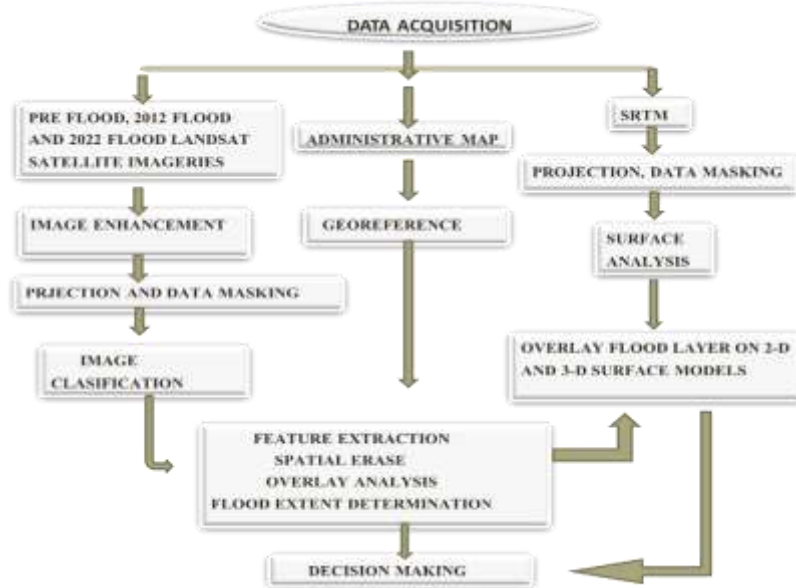 DATA ACQUISITION
PRE FLOOD, 2012 FLOOD
AND 2022 FLOOD LANDSAT
SATELLITE IMAGERIES
ADMINISTRATIVE MAP
SRTM
PROJECTION, DATA MASKING
IMAGE ENHANCEMENT
GEOREFERENCE
SURFACE
ANALYSIS
PRJECTION AND DATA MASKING
IMAGE
CLASIFICATION
OVERLAY FLOOD LAYER ON 2-D
AND 3-D SURFACE MODELS
FEATURE EXTRACTION
SPATIAL ERASE
OVERLAY ANALYSIS
FLOOD EXTENT DETERMINATION
DECISION MAKING